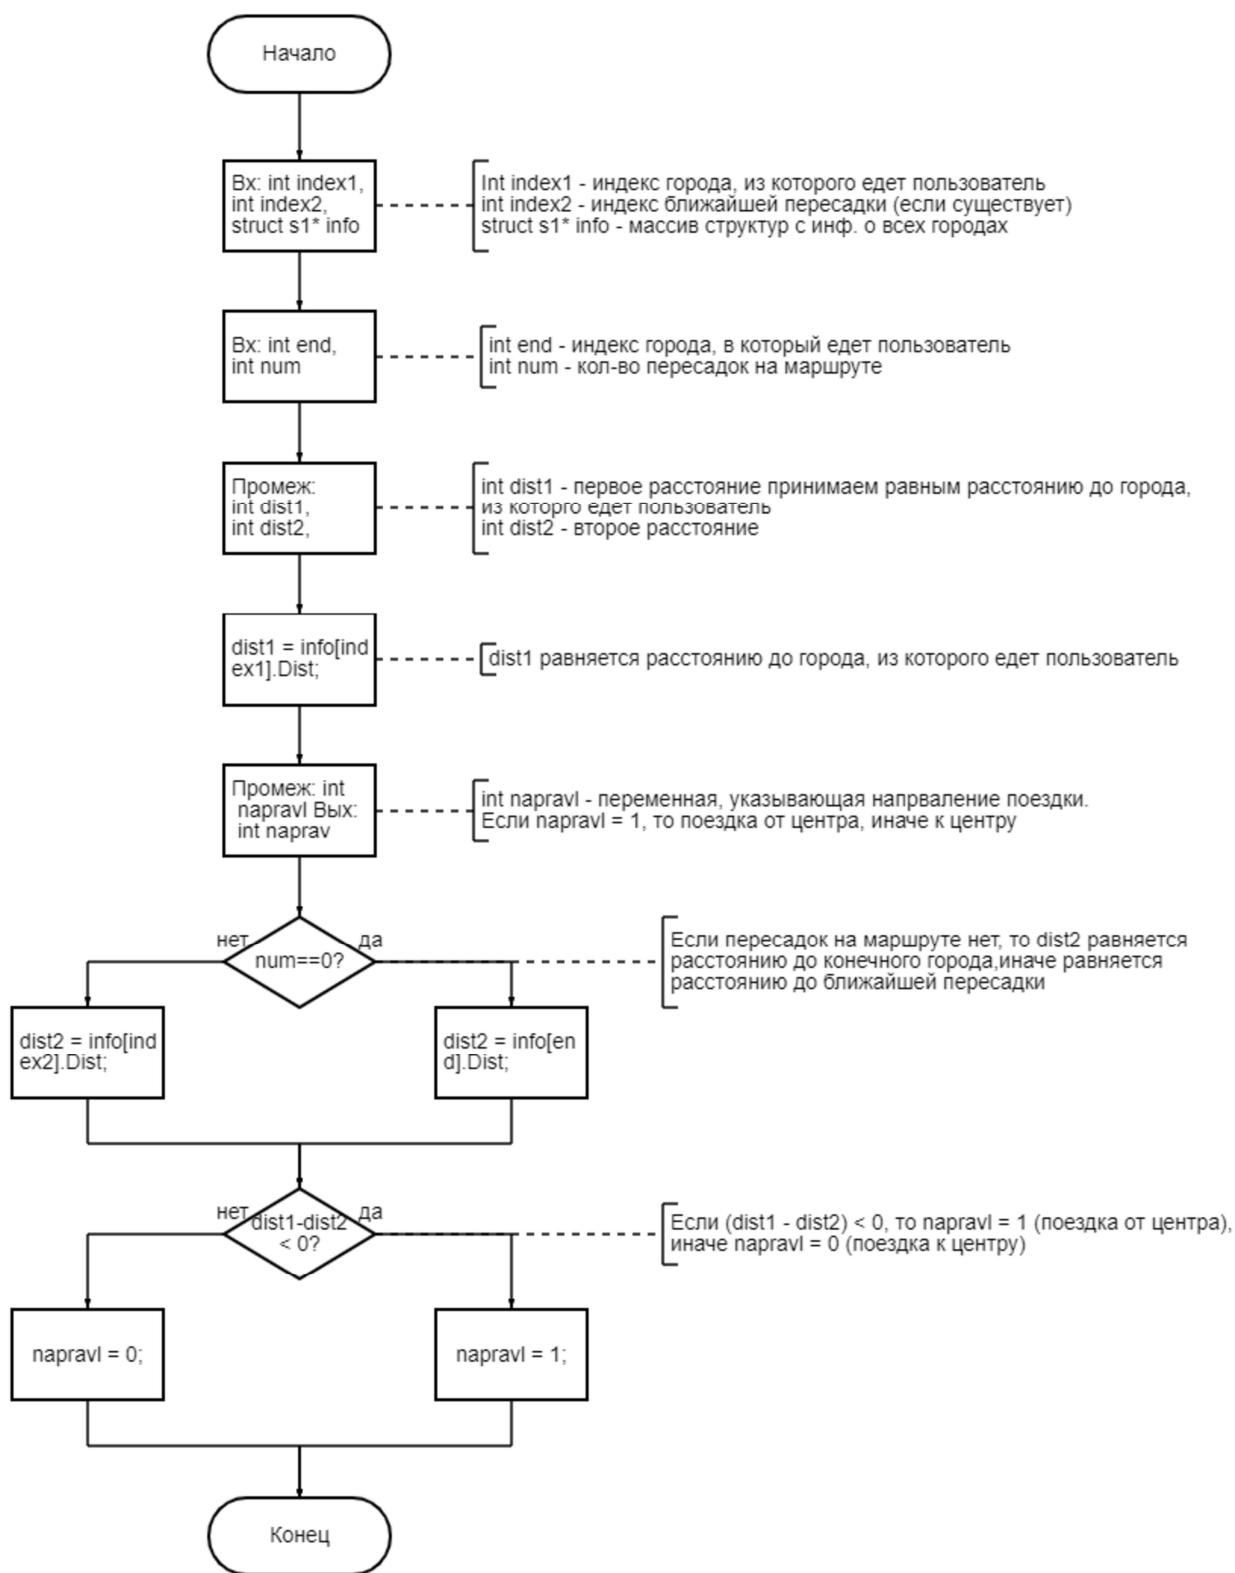 Начало
Вх: int index1,
int index2,
struct s1* info
Int index1 - индекс города, из которого едет пользователь
int index2 - индекс ближайшей пересадки (если существует)
struct s1* info - массив структур с инф. о всех городах
Вх: int end,
int num
int end - индекс города, в который едет пользователь
int num - кол-во пересадок на маршруте
Промеж:
int dist1,
int dist2,
int dist1 - первое расстояние принимаем равным расстоянию до города,
из которго едет пользователь
int dist2 - второе расстояние
dist1 = info[ind
ex1].Dist;
dist1 равняется расстоянию до города, из которого едет пользователь
Промеж: int
napravl Вых:
int naprav
int napravl - переменная, указывающая напрваление поездки.
Если napravl = 1, то поездка от центра, иначе к центру
нет
да
num==0?
Если пересадок на маршруте нет, то dist2 равняется
расстоянию до конечного города,иначе равняется
расстоянию до ближайшей пересадки
dist2 = info[ind
ex2].Dist;
dist2 = info[en
d].Dist;
нет
да
dist1-dist2
< 0?
Если (dist1 - dist2) < 0, то napravl = 1 (поездка от центра),
иначе napravl = 0 (поездка к центру)
napravl = 0;
napravl = 1;
Конец